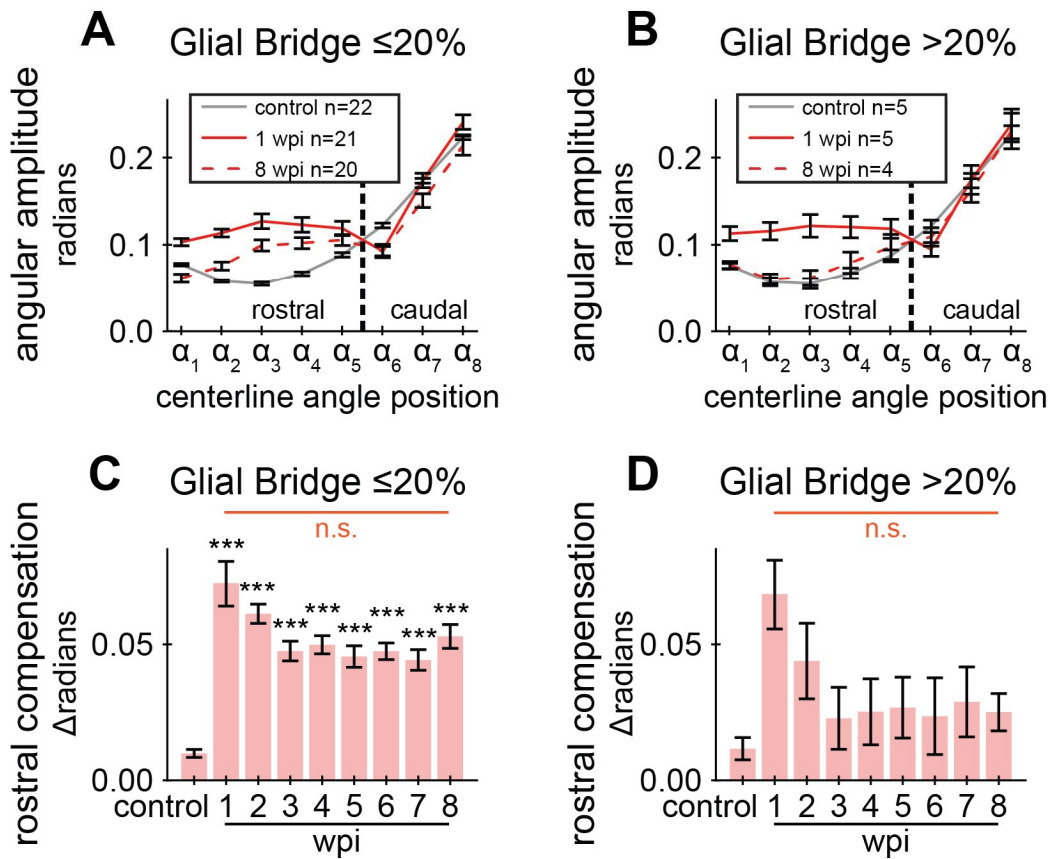 A
Glial Bridge ≤20%
angular amplitude
radians
control n=22
1 wpi n=21
8 wpi n=20
0.2
0.1
0.0
rostral
caudal
α1 α2 α3 α4 α5 α6 α7 α8
centerline angle position
B
Glial Bridge >20%
angular amplitude
radians
control n=5
1 wpi n=5
8 wpi n=4
0.2
0.1
0.0
rostral
caudal
α1 α2 α3 α4 α5 α6 α7 α8
centerline angle position
C
Glial Bridge ≤20%
n.s.
rostral compensation
Δradians
*** *** *** *** *** *** *** ***
0.05
0.00
control 1 2 3 4 5 6 7 8
wpi
D
Glial Bridge >20%
n.s.
rostral compensation
Δradians
0.05
0.00
control 1 2 3 4 5 6 7 8
wpi